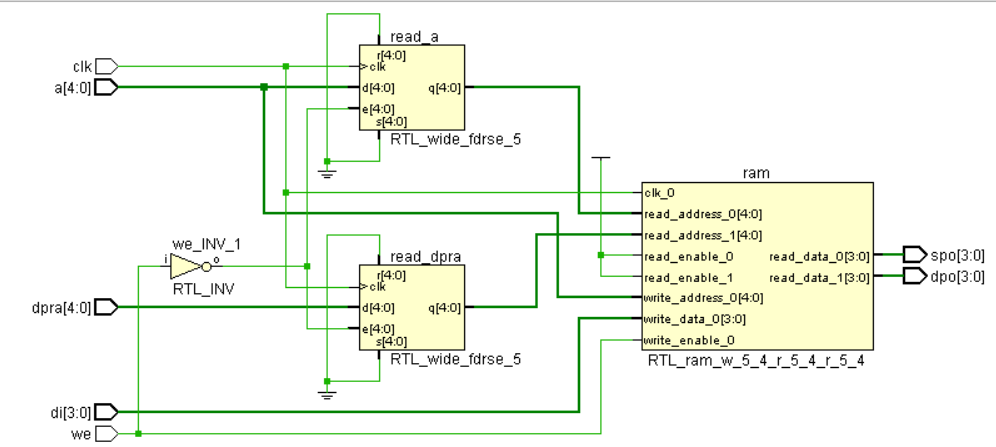 read_a
r[4:0]
clk
clk
a[4:0]
d[4:0]
q[4:0]
e[4:0]
s[4:0]
RTL_wide_fdrse_5
ram
clk_0
read_address_0[4:0]
read_address_1[4:0]
read_enable_0
read_data_0[3:0]
spo[3:0]
read_enable_1
read_data_1[3:0]
dpo[3:0]
write_address_0[4:0]
write_data_0[3:0]
write_enable_0
RTL_ram_w_5_4_r_5_4_r_5_4
we_INV_1
i
o
RTL_INV
read_dpra
r[4:0]
clk
dpra[4:0]
d[4:0]
q[4:0]
e[4:0]
s[4:0]
RTL_wide_fdrse_5
di[3:0]
we